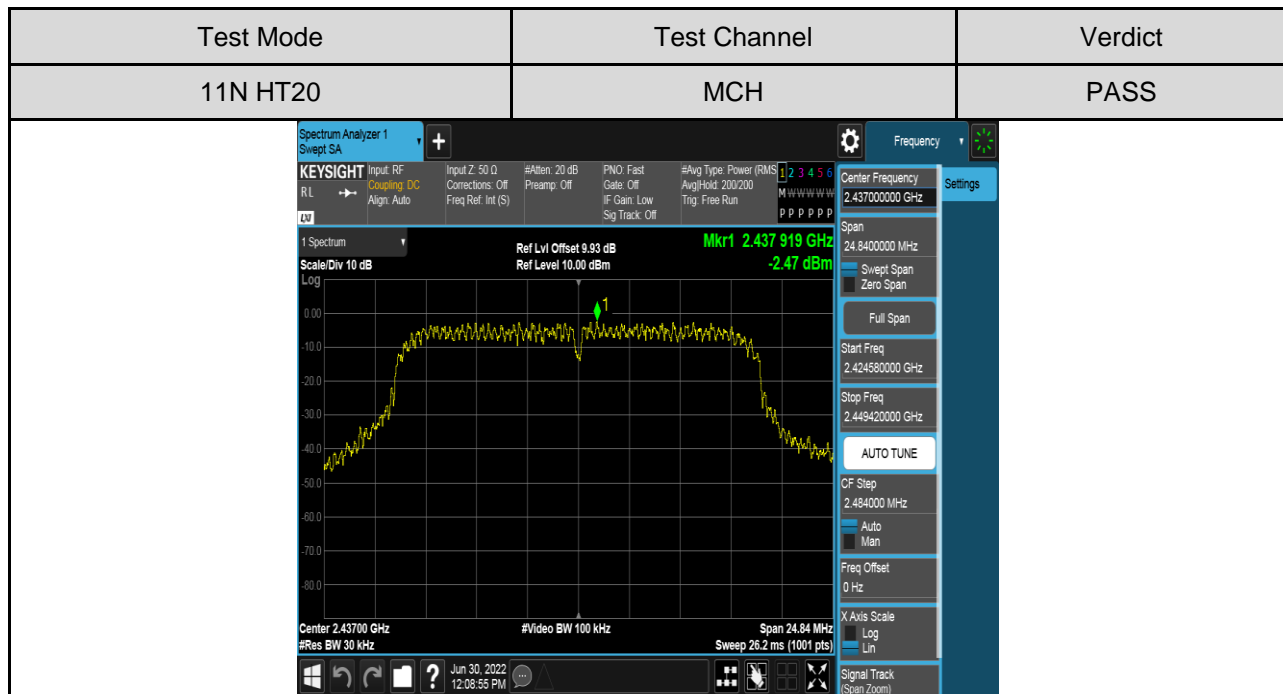 Test Mode Test Channel Verdict
11N HT20 MCH PASS
Spectrum Analyzer 1
Swept SA
+
Frequency
KEYSIGHT
RL
LXI
Input: RF
Coupling: DC
Align: Auto
Input Z: 50 Ω
Corrections: Off
Freq Ref: Int (S)
#Atten: 20 dB
Preamp: Off
PNO: Fast
Gate: Off
IF Gain: Low
Sig Track: Off
#Avg Type: Power (RMS
Avg|Hold: 200/200
Trig: Free Run
1 2 3 4 5 6
M W W W W W
P P P P P P
1 Spectrum
Scale/Div 10 dB
Log
Ref Lvl Offset 9.93 dB
Ref Level 10.00 dBm
Mkr1 2.437 919 GHz
-2.47 dBm
1
0.00
-10.0
-20.0
-30.0
-40.0
-50.0
-60.0
-70.0
-80.0
Center 2.43700 GHz
#Res BW 30 kHz
#Video BW 100 kHz
Span 24.84 MHz
Sweep 26.2 ms (1001 pts)
?
Jun 30, 2022
12:08:55 PM
Center Frequency
2.437000000 GHz
Settings
Span
24.8400000 MHz
Swept Span
Zero Span
Full Span
Start Freq
2.424580000 GHz
Stop Freq
2.449420000 GHz
AUTO TUNE
CF Step
2.484000 MHz
Auto
Man
Freq Offset
0 Hz
X Axis Scale
Log
Lin
Signal Track
(Span Zoom)